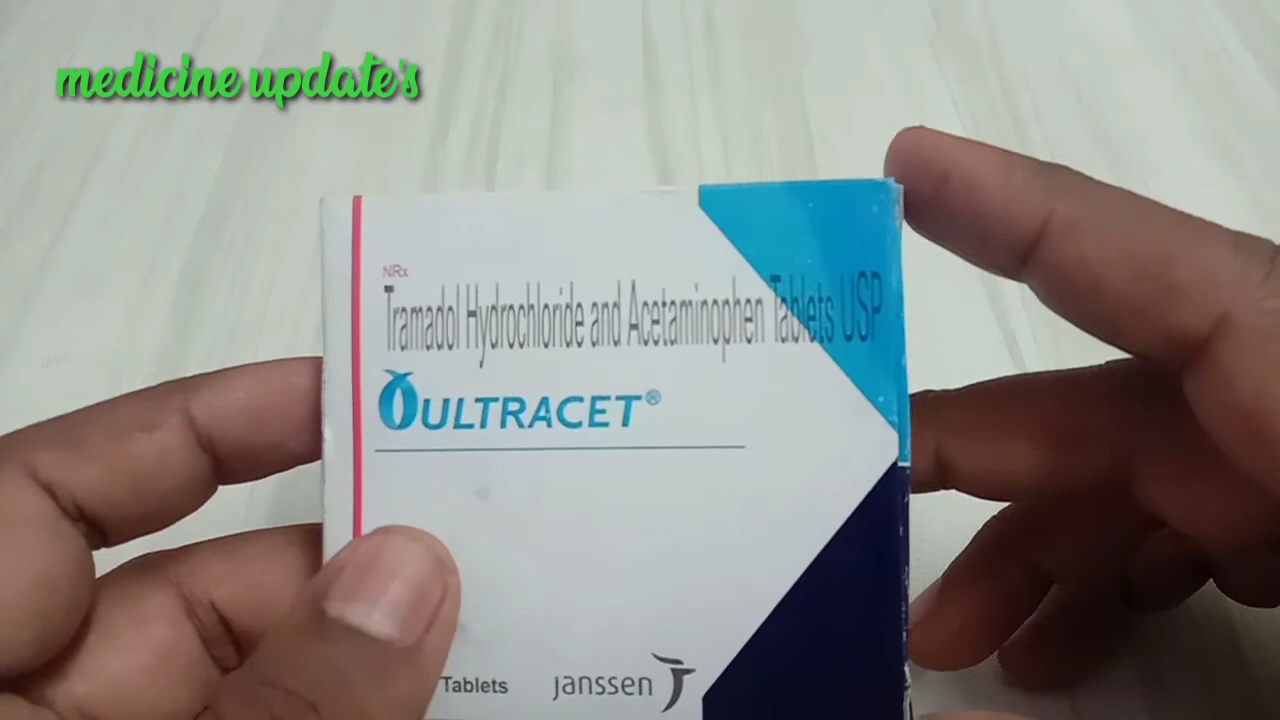 medicine update's
NRx
Tramadol Hydrochloride and Acetaminophen Tablets USP
ULTRACET®
Tablets
janssen